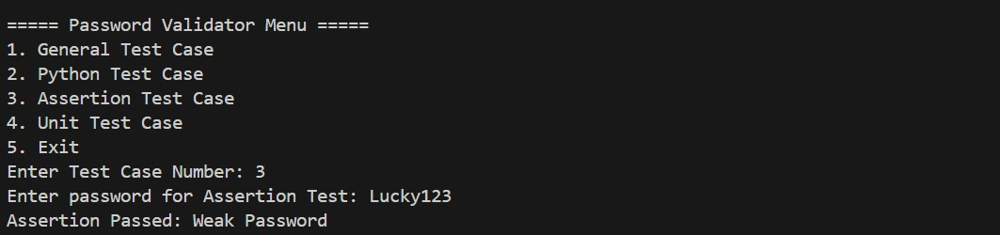 ===== Password Validator Menu =====
1. General Test Case
2. Python Test Case
3. Assertion Test Case
4. Unit Test Case
5. Exit
Enter Test Case Number: 3
Enter password for Assertion Test: Lucky123
Assertion Passed: Weak Password